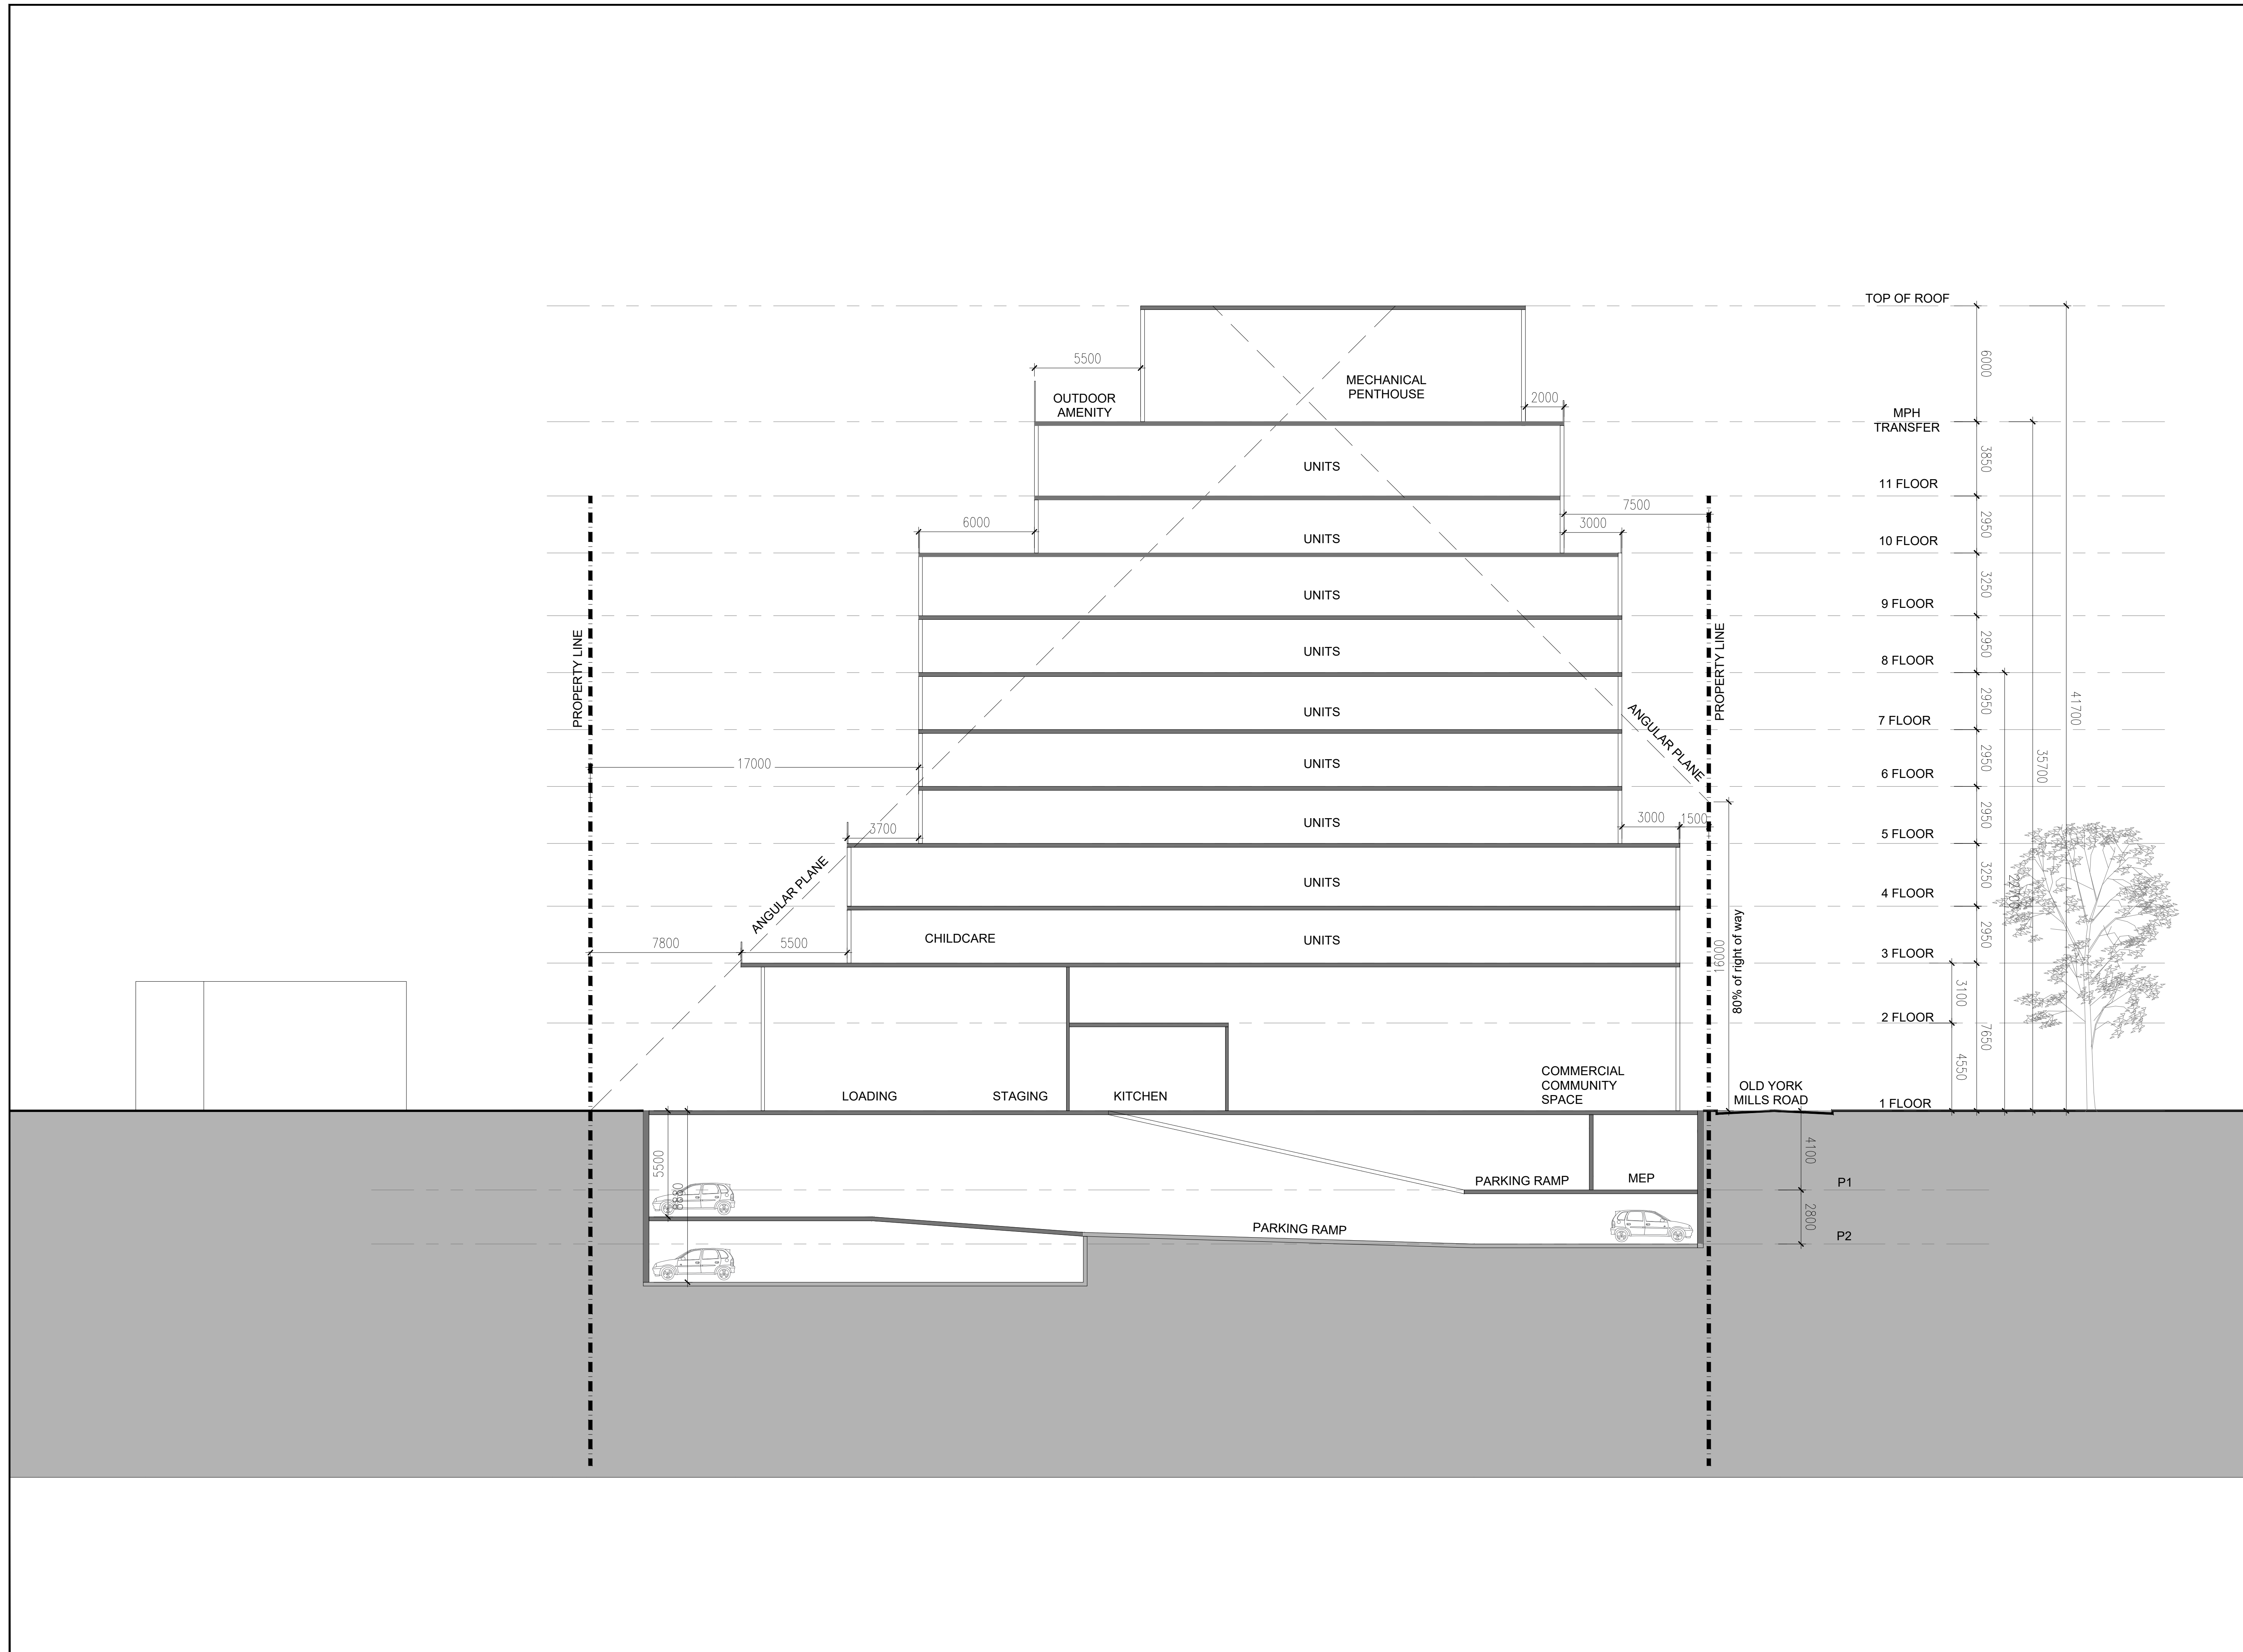 TOP OF ROOF
6000
5500
MECHANICAL
PENTHOUSE
OUTDOOR
AMENITY
2000
MPH
TRANSFER
3850
UNITS
11 FLOOR
7500
6000
3000
2950
UNITS
10 FLOOR
3250
UNITS
9 FLOOR
PROPERTY LINE
PROPERTY LINE
2950
UNITS
8 FLOOR
2950
41700
UNITS
7 FLOOR
ANGULAR PLANE
17000
UNITS
2950
35700
6 FLOOR
3700
UNITS
3000
1500
2950
5 FLOOR
ANGULAR PLANE
UNITS
3250
4 FLOOR
7800
5500
CHILDCARE
UNITS
16000
80% of right of way
2950
3 FLOOR
3100
2 FLOOR
7650
4550
LOADING
STAGING
KITCHEN
COMMERCIAL
COMMUNITY
SPACE
OLD YORK
MILLS ROAD
1 FLOOR
5500
8880
4100
PARKING RAMP
MEP
P1
2800
PARKING RAMP
P2